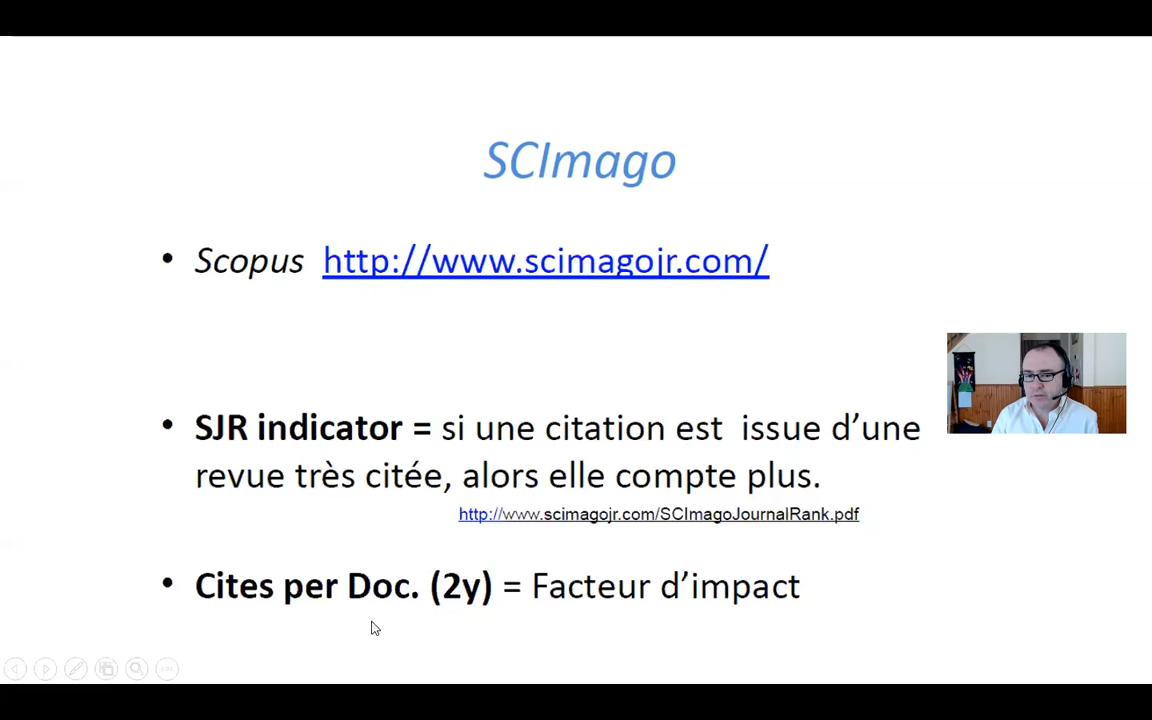 SCImago
• Scopus http://www.scimagojr.com/
• SJR indicator = si une citation est issue d’une
revue très citée, alors elle compte plus.
http://www.scimagojr.com/SCImagoJournalRank.pdf
• Cites per Doc. (2y) = Facteur d’impact